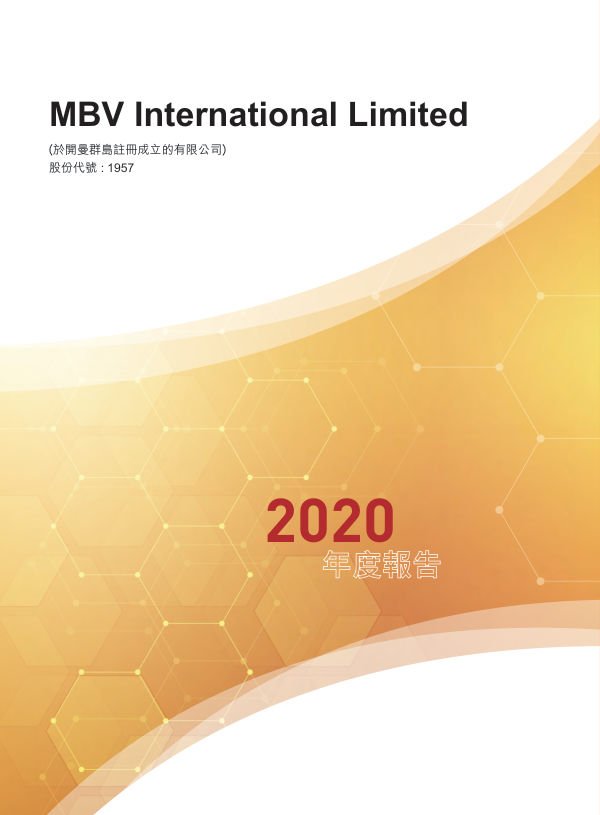 MBV International Limited
(於開曼群島註冊成立的有限公司)
股份代號 : 1957
2020
年度報告